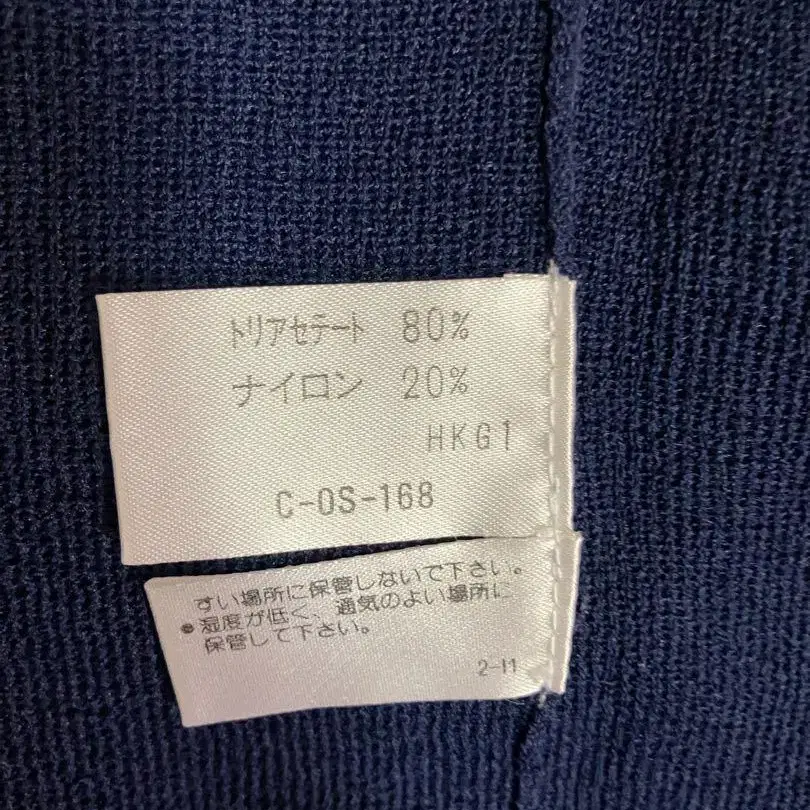 トリアセテート 80%
ナイロン 20%
HKG1
C-OS-168
すい場所に保管しないで下さい。
●湿度が低く、通気のよい場所に
保管して下さい。
2-I1